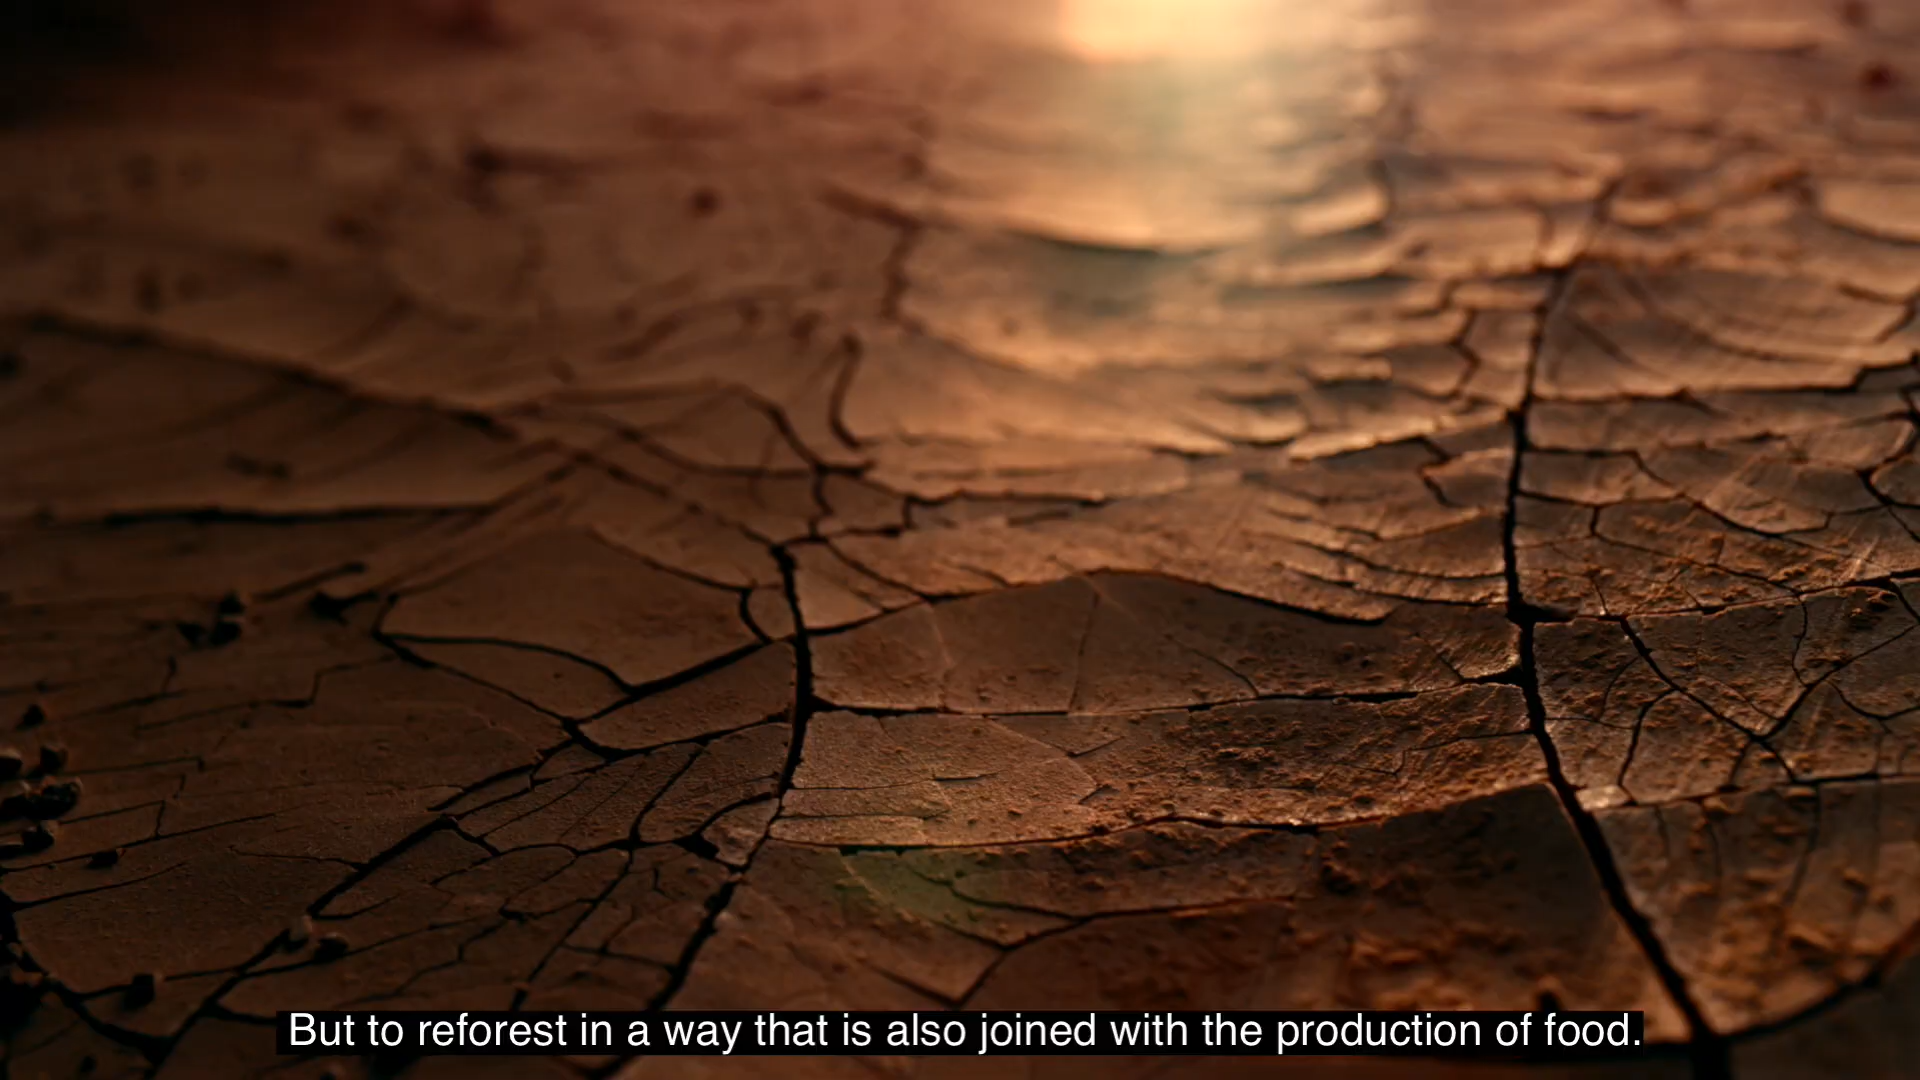 But to reforest in a way that is also joined with the production of food.